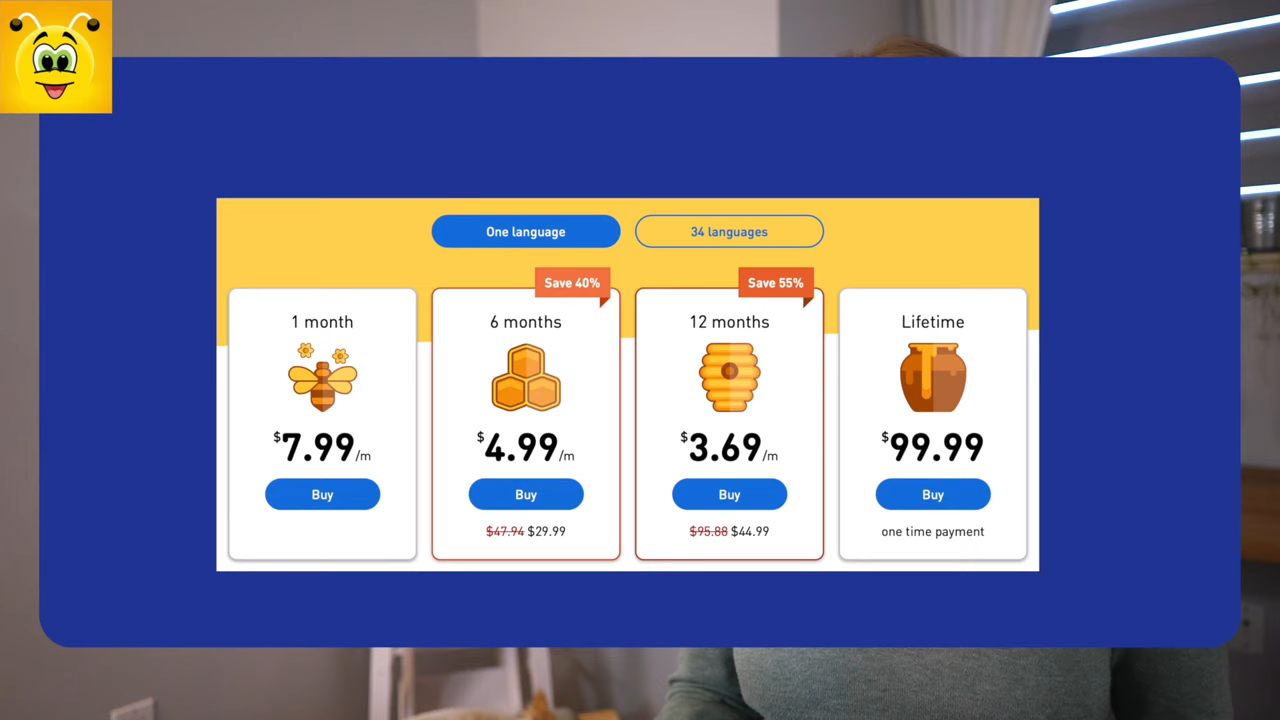 One language
34 languages
Save 40%
Save 55%
1 month
6 months
12 months
Lifetime
$7.99/m
$4.99/m
$3.69/m
$99.99
Buy
Buy
Buy
Buy
$47.94 $29.99
$95.88 $44.99
one time payment